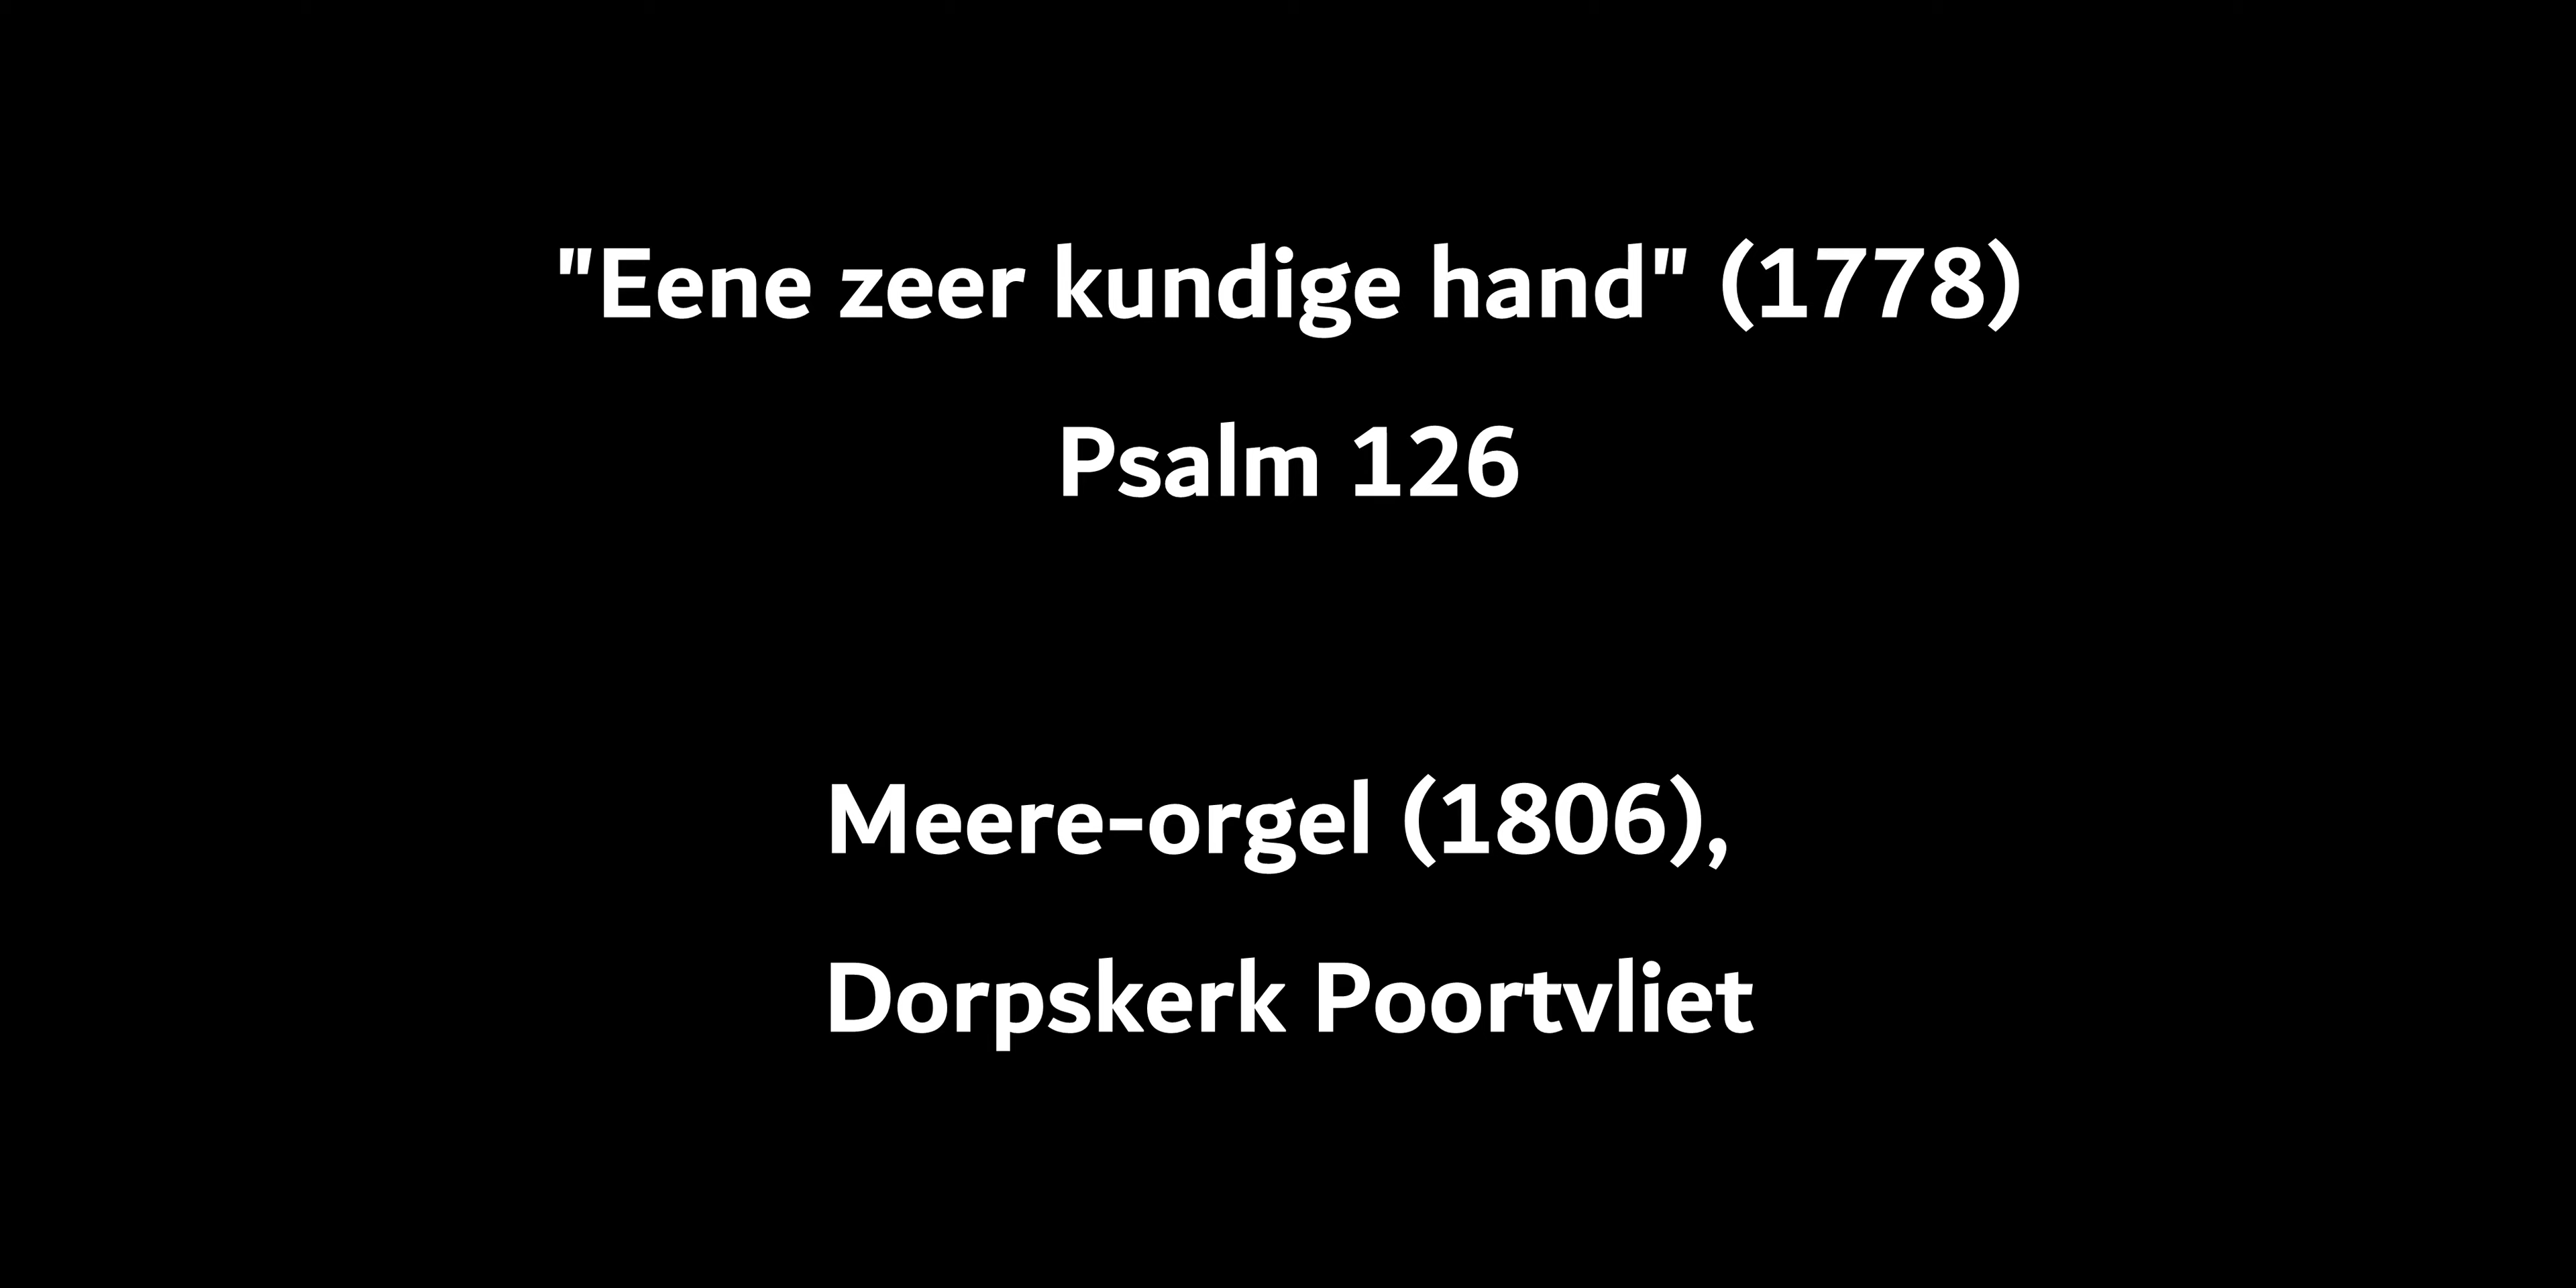 "Eene zeer kundige hand" (1778)
Psalm 126
Meere-orgel (1806),
Dorpskerk Poortvliet